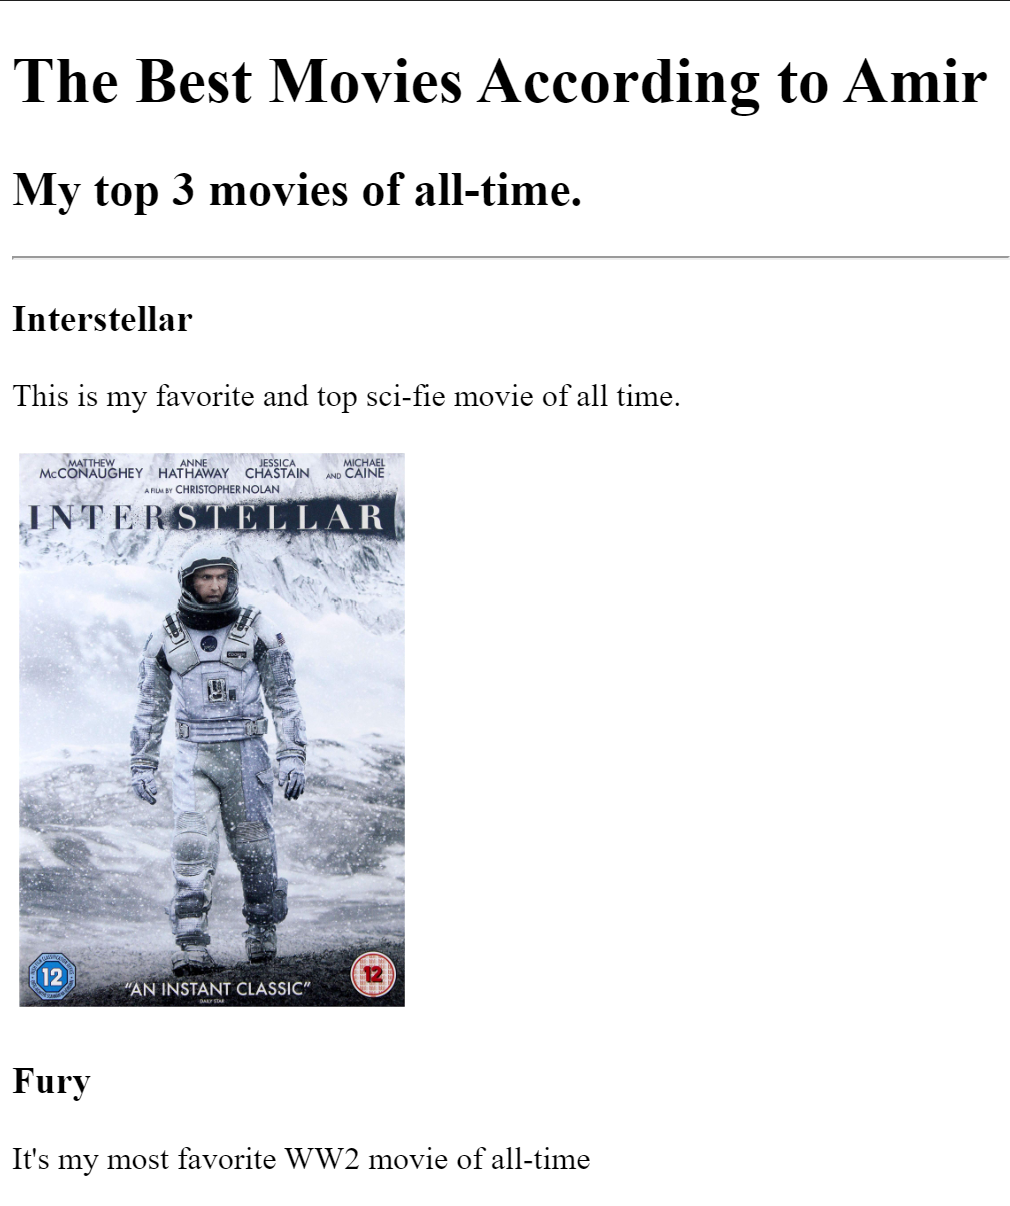 The Best Movies According to Amir
My top 3 movies of all-time.
Interstellar
This is my favorite and top sci-fie movie of all time.
MATTHEW McCONAUGHEY ANNE HATHAWAY JESSICA CHASTAIN AND MICHAEL CAINE
A FILM BY CHRISTOPHER NOLAN
INTERSTELLAR
12 12
"AN INSTANT CLASSIC"
DAILY STAR
Fury
It's my most favorite WW2 movie of all-time